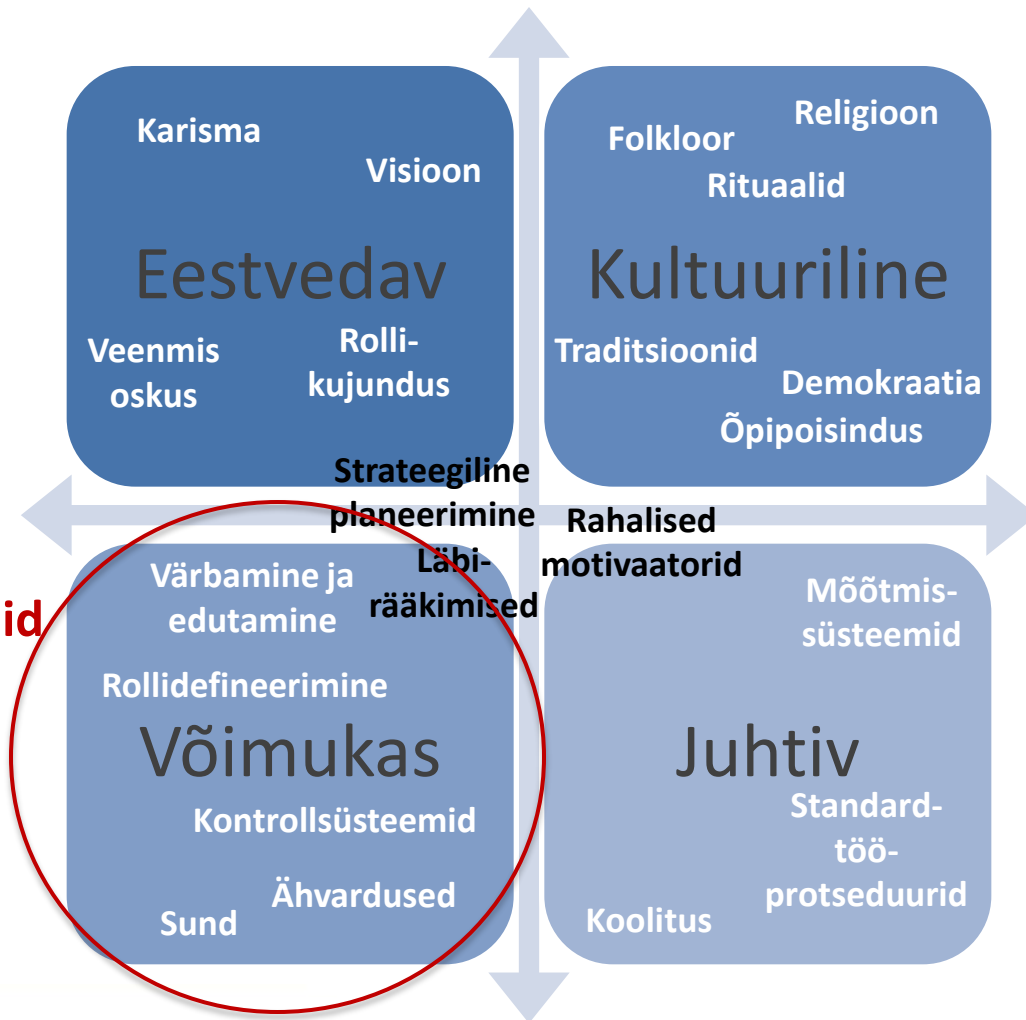 Karisma
Visioon
Eestvedav
Veenmis
oskus
Rolli-
kujundus
Religioon
Folkloor
Rituaalid
Kultuuriline
Traditsioonid
Demokraatia
Õpipoisindus
Strateegiline
planeerimine
Rahalised
motivaatorid
Läbi-
rääkimised
id
Värbamine ja
edutamine
Rollidefineerimine
Võimukas
Kontrollsüsteemid
Ähvardused
Sund
Mõõtmis-
süsteemid
Juhtiv
Standard-
töö-
protseduurid
Koolitus